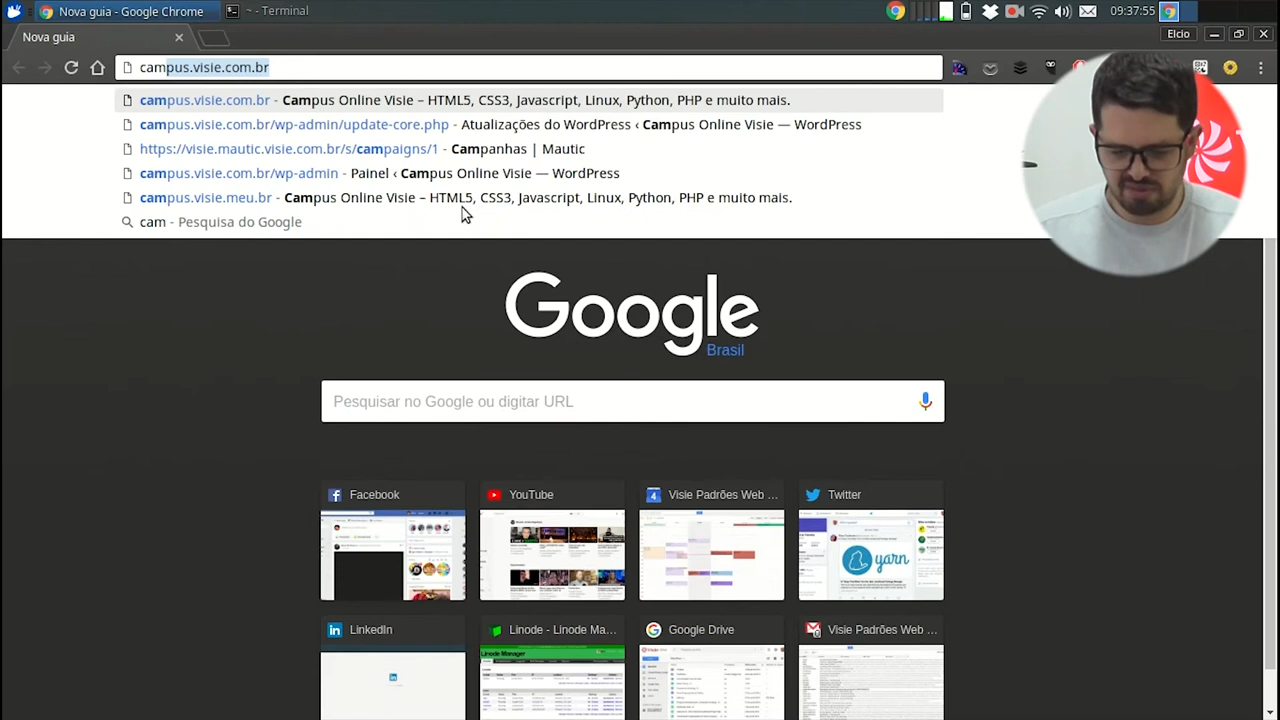 Nova guia - Google Chrome
~ - Terminal
09:37:55
Nova guia
Elcio
campus.visie.com.br
campus.visie.com.br - Campus Online Visie – HTML5, CSS3, Javascript, Linux, Python, PHP e muito mais.
campus.visie.com.br/wp-admin/update-core.php - Atualizações do WordPress ‹ Campus Online Visie — WordPress
https://visie.mautic.visie.com.br/s/campaigns/1 - Campanhas | Mautic
campus.visie.com.br/wp-admin - Painel ‹ Campus Online Visie — WordPress
campus.visie.meu.br - Campus Online Visie – HTML5, CSS3, Javascript, Linux, Python, PHP e muito mais.
cam - Pesquisa do Google
Google
Brasil
Pesquisar no Google ou digitar URL
Facebook
YouTube
4
Visie Padrões Web ...
Twitter
yarn
LinkedIn
Linode - Linode Ma...
Google Drive
Visie Padrões Web ...
Linode Manager